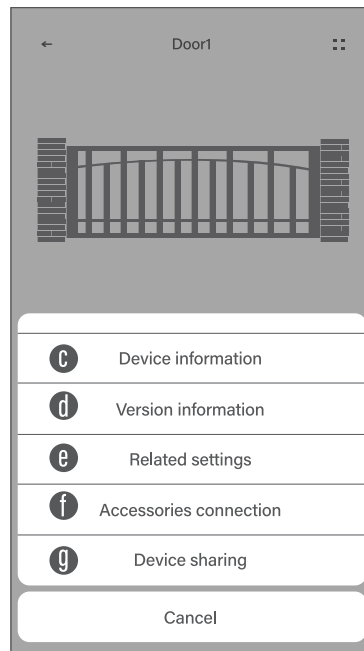 ← Door1
c Device information
d Version information
e Related settings
f Accessories connection
g Device sharing
Cancel